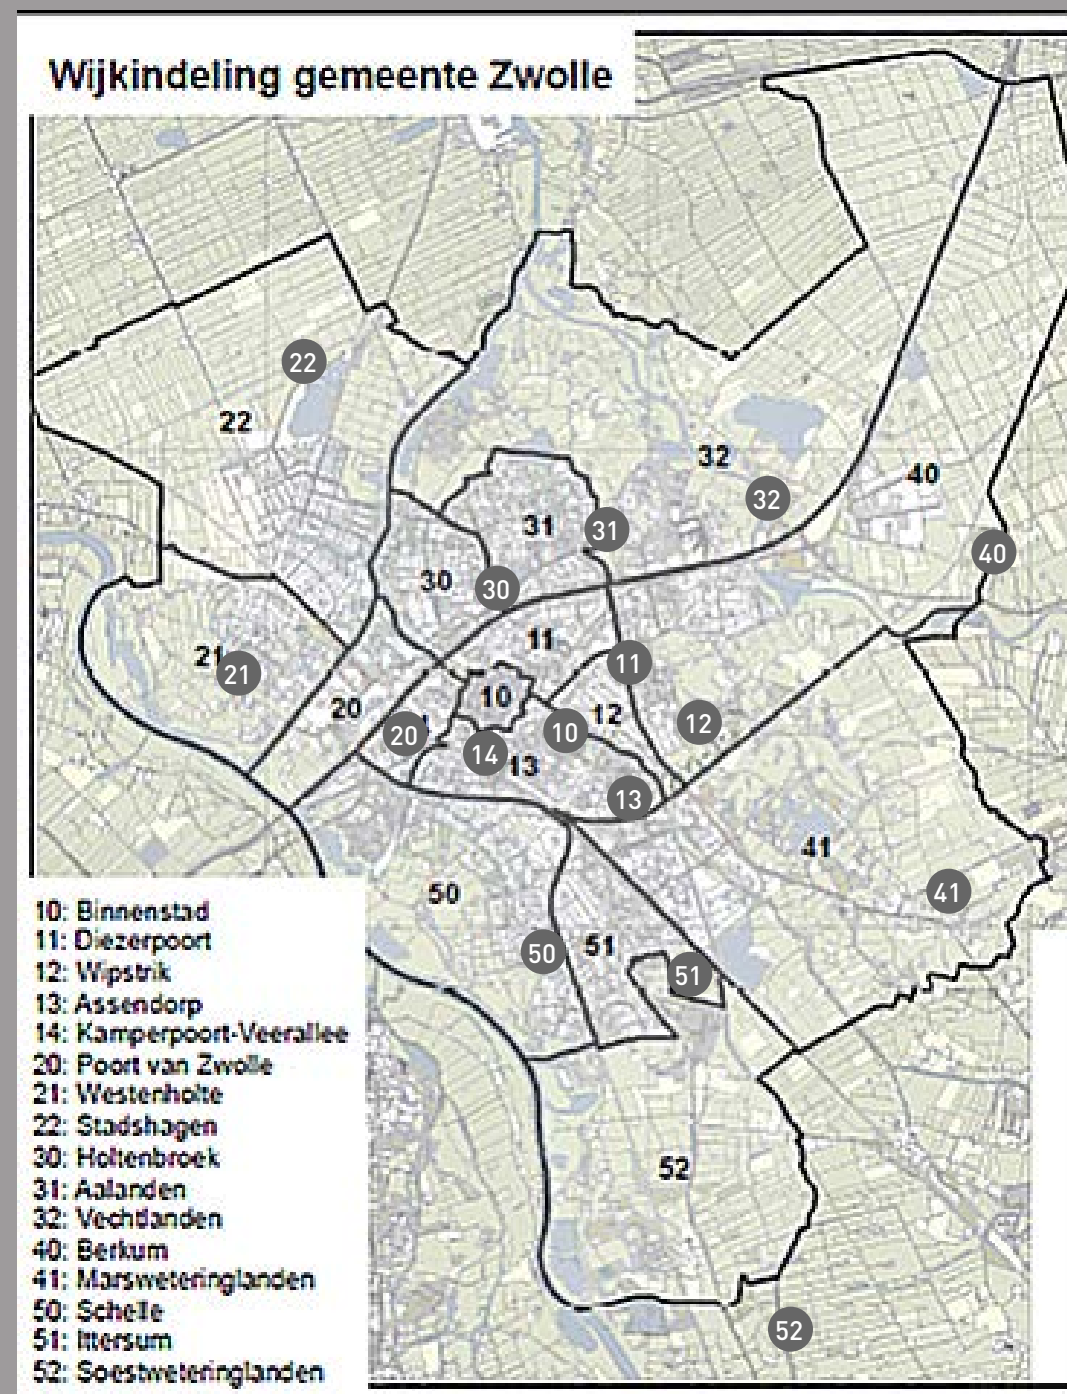 Wijkindeling gemeente Zwolle
22
22
32
40
32
31
31
40
30
30
11
21
21
11
10
20
12
12
10
20
14
13
13
41
50
41
51
50
51
52
52
10: Binnenstad
11: Diezerpoort
12: Wipstrik
13: Assendorp
14: Kamperpoort-Veerallee
20: Poort van Zwolle
21: Westenholte
22: Stadshagen
30: Holtenbroek
31: Aalanden
32: Vechtlanden
40: Berkum
41: Marsweteringlanden
50: Schelle
51: Ittersum
52: Soestweteringlanden